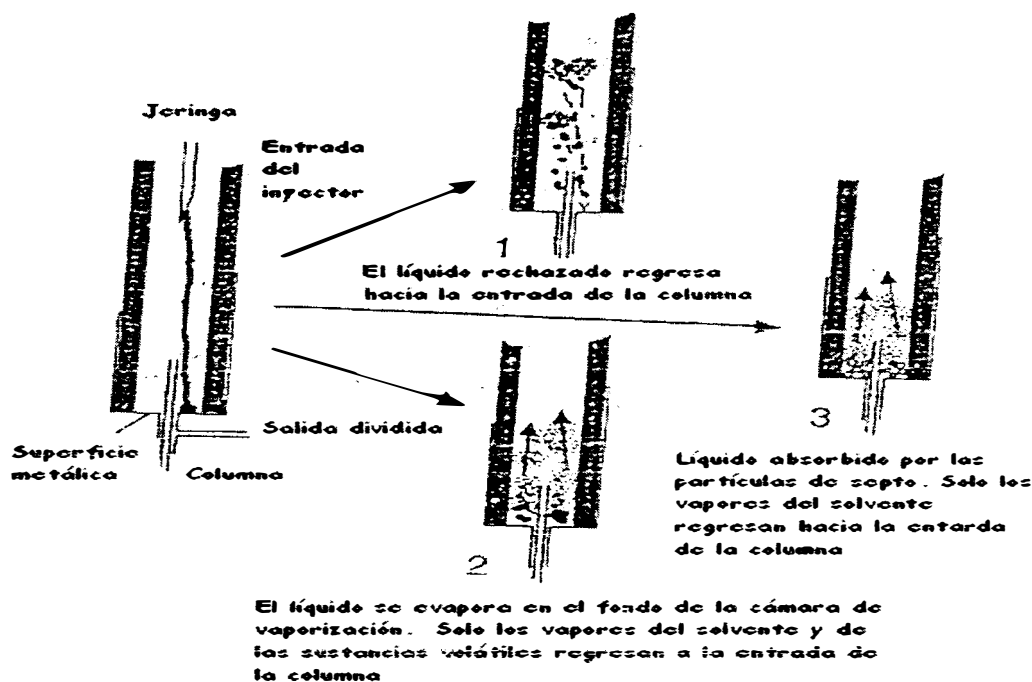 Jeringa
Entrada
del
inyector
1
El líquido rechazado regresa
hacia la entrada de la columna
Salida dividida
Superficie
metálica
Columna
2
El líquido se evapora en el fondo de la cámara de
vaporización. Solo los vapores del solvente y de
las sustancias volátiles regresan a la entrada de
la columna
3
Líquido absorbido por las
partículas de septo. Solo los
vapores del solvente
regresan hacia la entarda
de la columna